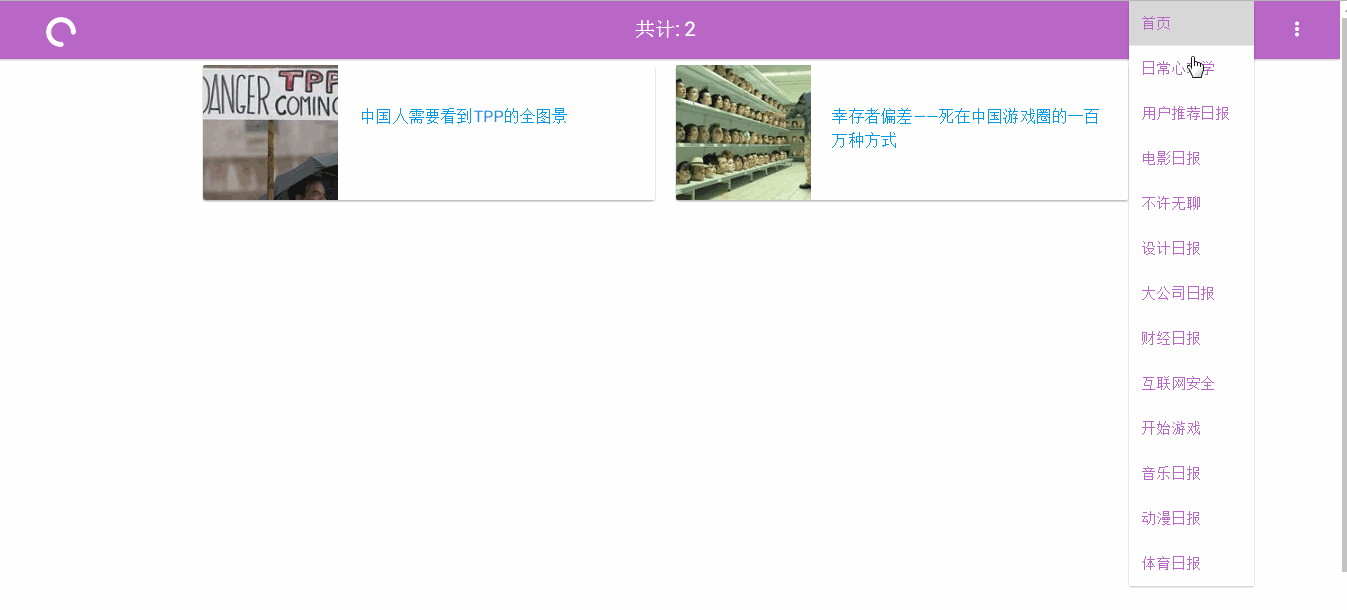 共计: 2
DANGER TPP
COMING
中国人需要看到TPP的全图景
幸存者偏差——死在中国游戏圈的一百
万种方式
首页
日常心 学
用户推荐日报
电影日报
不许无聊
设计日报
大公司日报
财经日报
互联网安全
开始游戏
音乐日报
动漫日报
体育日报